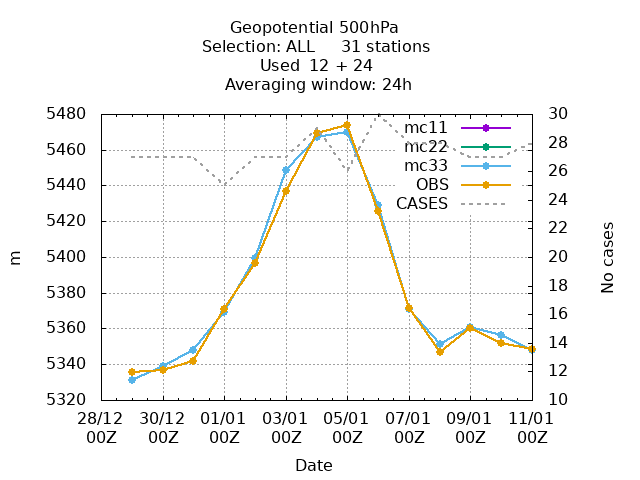 Geopotential 500hPa
Selection: ALL 31 stations
Used 12 + 24
Averaging window: 24h
5480
5460
5440
5420
5400
5380
5360
5340
5320
m
30
28
26
24
22
20
18
16
14
12
10
No cases
mc11
mc22
mc33
OBS
CASES
28/12 30/12 01/01 03/01 05/01 07/01 09/01 11/01
00Z 00Z 00Z 00Z 00Z 00Z 00Z 00Z
Date